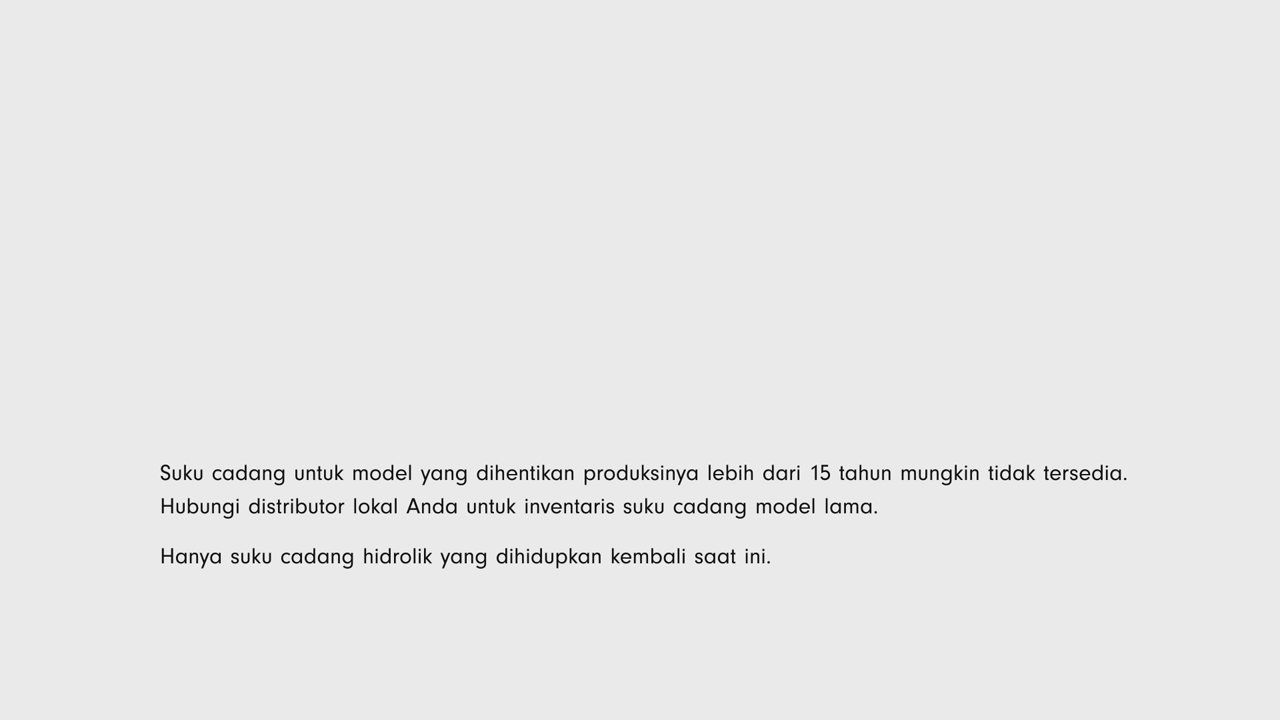 Suku cadang untuk model yang dihentikan produksinya lebih dari 15 tahun mungkin tidak tersedia.
Hubungi distributor lokal Anda untuk inventaris suku cadang model lama.
Hanya suku cadang hidrolik yang dihidupkan kembali saat ini.